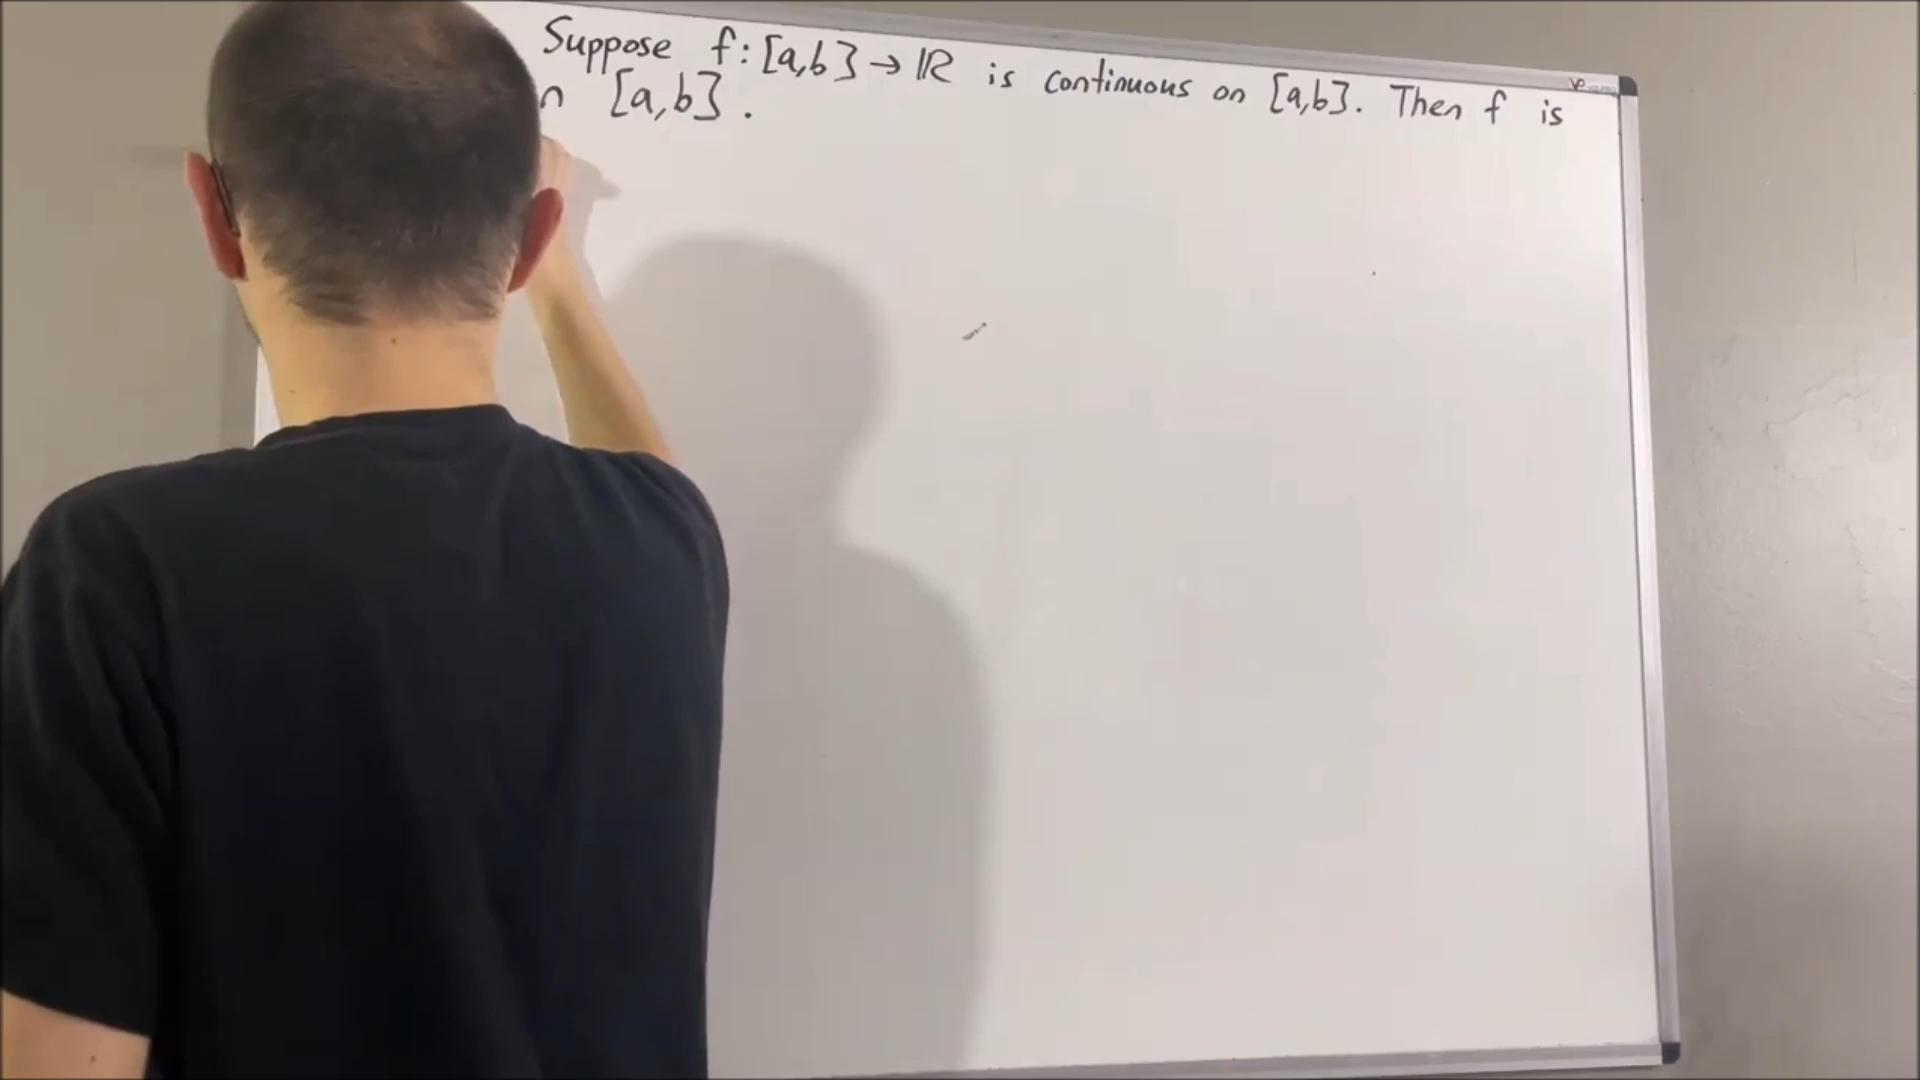 Suppose f: [a,b] → ℝ is continuous on [a,b]. Then f is
n [a,b].